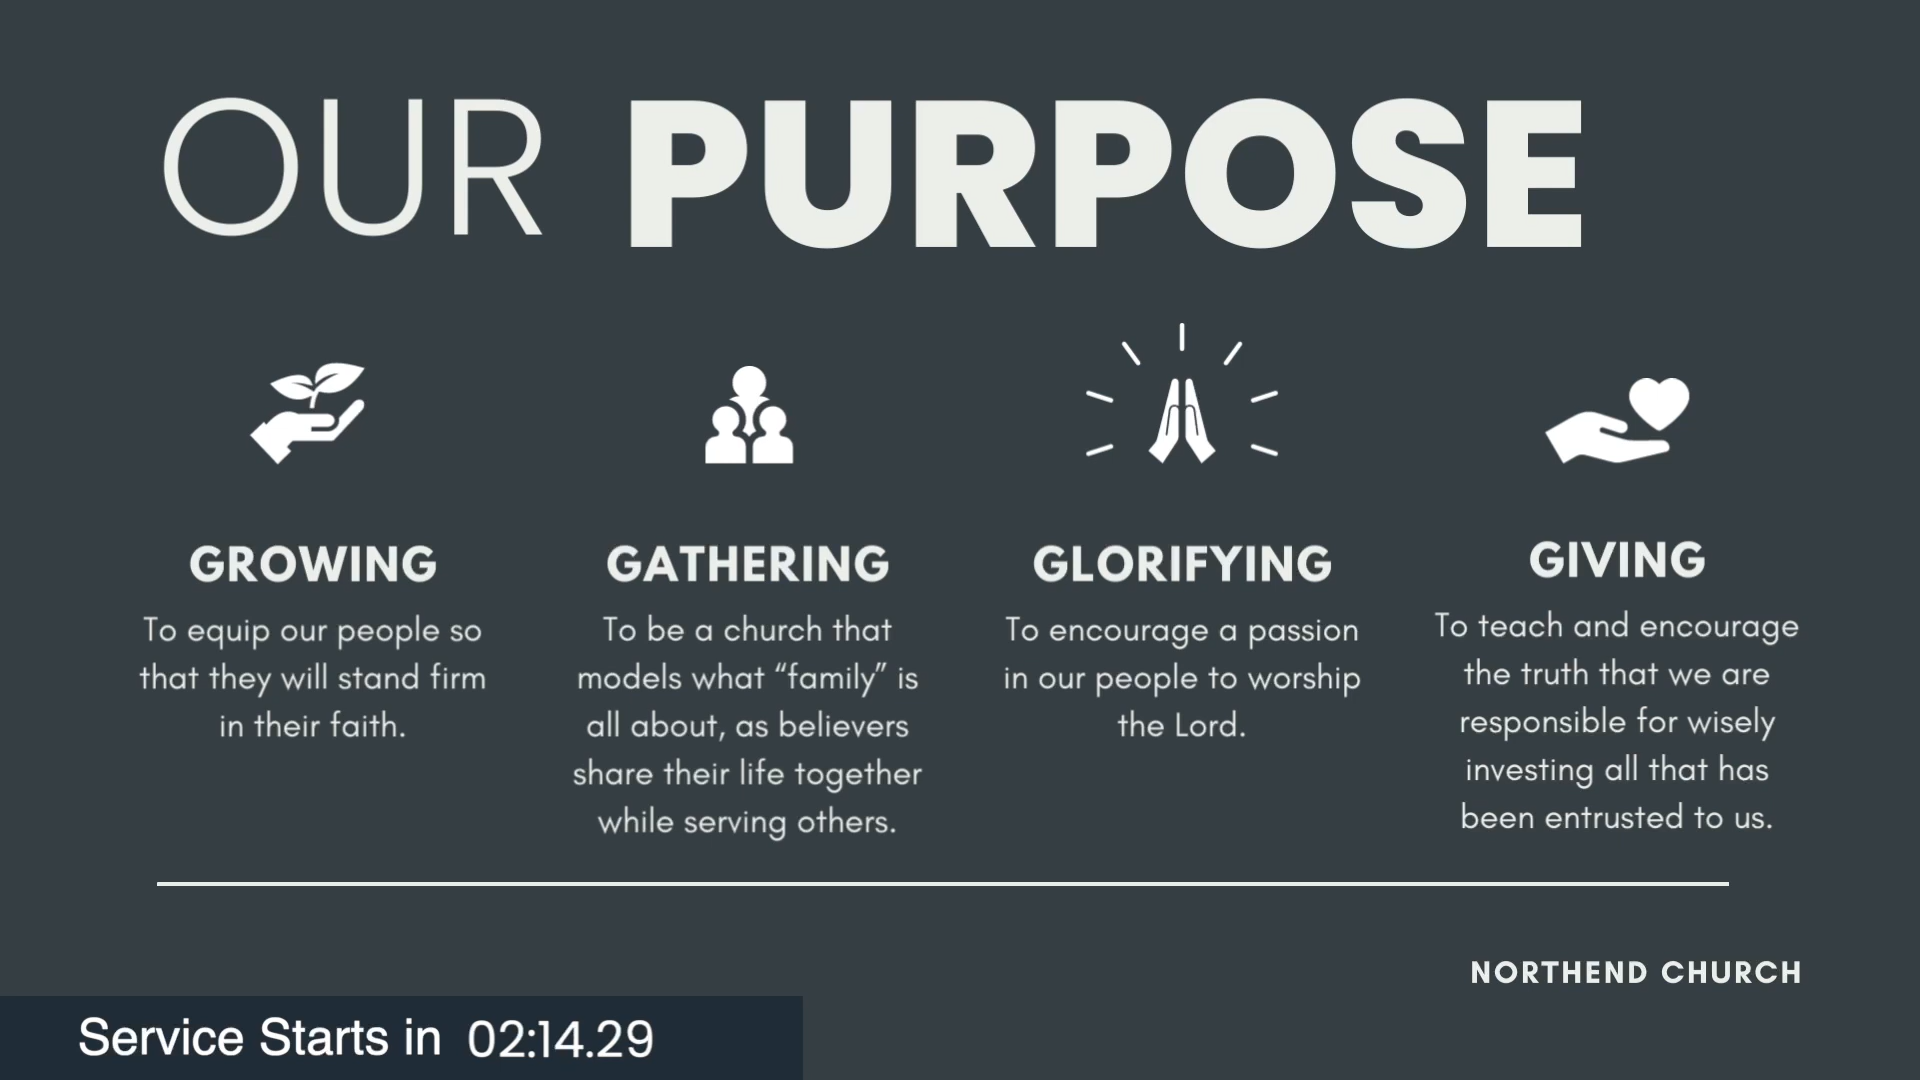 OUR PURPOSE
GROWING
To equip our people so
that they will stand firm
in their faith.
GATHERING
To be a church that
models what “family” is
all about, as believers
share their life together
while serving others.
GLORIFYING
To encourage a passion
in our people to worship
the Lord.
GIVING
To teach and encourage
the truth that we are
responsible for wisely
investing all that has
been entrusted to us.
NORTHEND CHURCH
Service Starts in 02:14.29